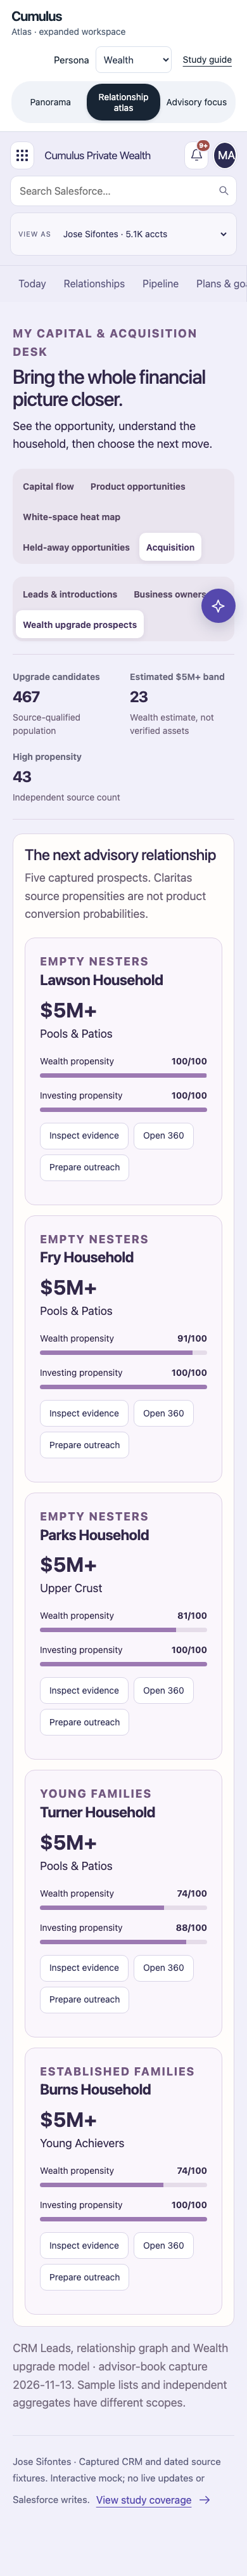 Cumulus
Atlas · expanded workspace
Persona Wealth Study guide
Panorama Relationship atlas Advisory focus
Cumulus Private Wealth 9+ MA
Search Salesforce...
VIEW AS Jose Sifontes · 5.1K accts
Today Relationships Pipeline Plans & go
MY CAPITAL & ACQUISITION
DESK
Bring the whole financial
picture closer.
See the opportunity, understand the
household, then choose the next move.
Capital flow Product opportunities
White-space heat map
Held-away opportunities Acquisition
Leads & introductions Business owners
Wealth upgrade prospects
Upgrade candidates Estimated $5M+ band
467 23
Source-qualified Wealth estimate, not
population verified assets
High propensity
43
Independent source count
The next advisory relationship
Five captured prospects. Claritas
source propensities are not product
conversion probabilities.
EMPTY NESTERS
Lawson Household
$5M+
Pools & Patios
Wealth propensity 100/100
Investing propensity 100/100
Inspect evidence Open 360
Prepare outreach
EMPTY NESTERS
Fry Household
$5M+
Pools & Patios
Wealth propensity 91/100
Investing propensity 100/100
Inspect evidence Open 360
Prepare outreach
EMPTY NESTERS
Parks Household
$5M+
Upper Crust
Wealth propensity 81/100
Investing propensity 100/100
Inspect evidence Open 360
Prepare outreach
YOUNG FAMILIES
Turner Household
$5M+
Pools & Patios
Wealth propensity 74/100
Investing propensity 88/100
Inspect evidence Open 360
Prepare outreach
ESTABLISHED FAMILIES
Burns Household
$5M+
Young Achievers
Wealth propensity 74/100
Investing propensity 100/100
Inspect evidence Open 360
Prepare outreach
CRM Leads, relationship graph and Wealth
upgrade model · advisor-book capture
2026-11-13. Sample lists and independent
aggregates have different scopes.
Jose Sifontes · Captured CRM and dated source
fixtures. Interactive mock; no live updates or
Salesforce writes. View study coverage →